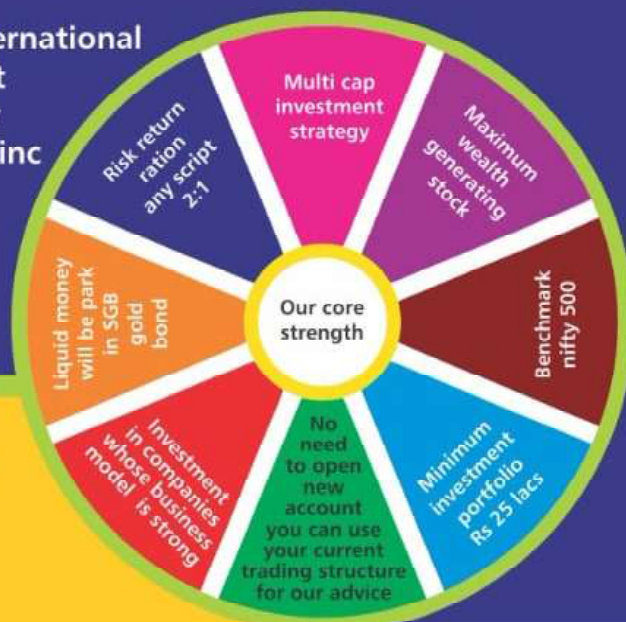 inc
Multi cap
investment
strategy
Maximum
wealth
generating
stock
Benchmark
nifty 500
Minimum
investment
portfolio
Rs 25 lacs
No
need
to open
new
account
you can use
your current
trading structure
for our advice
Investment
in companies
whose business
model is strong
Liquid money
will be park
in SGB
gold
bond
Risk return
ration
any script
2:1
Our core
strength